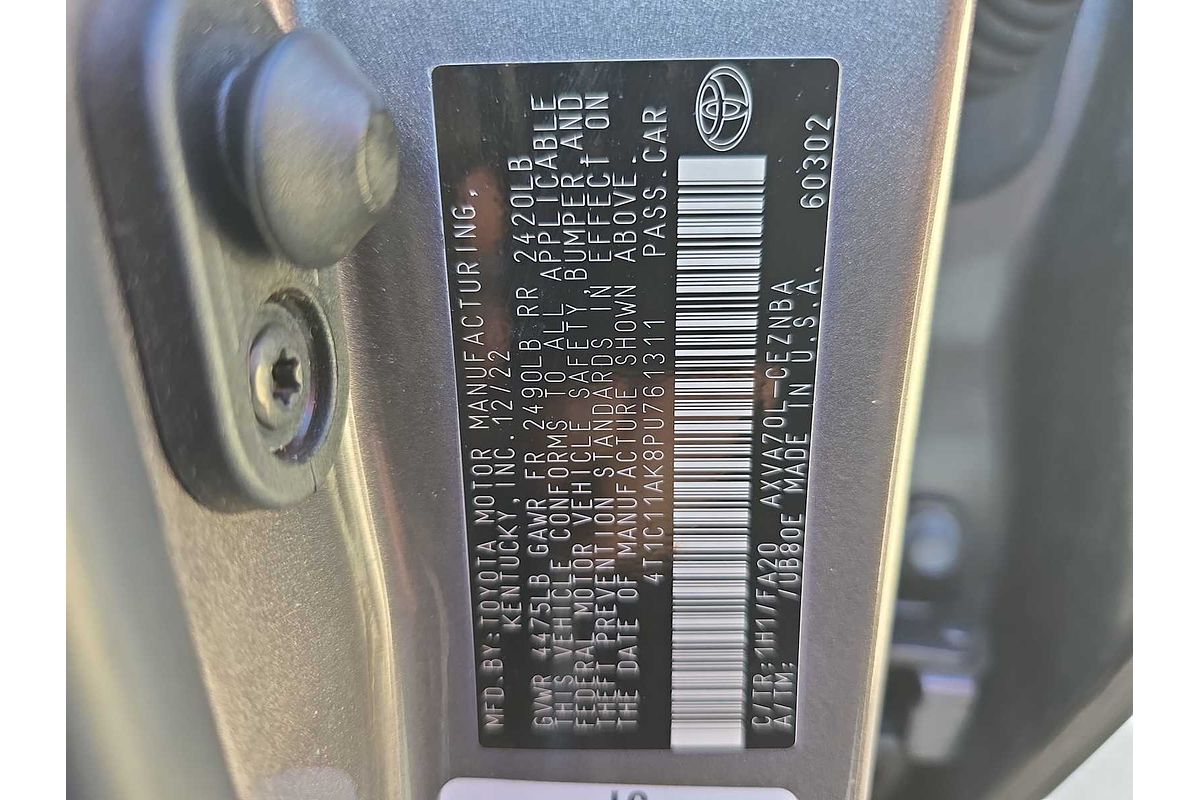 MFD.BY:TOYOTA MOTOR MANUFACTURING,
KENTUCKY, INC. 12/22
GVWR 4475LB GAWR FR 2490LB RR 2420LB
THIS VEHICLE CONFORMS TO ALL APPLICABLE
FEDERAL MOTOR VEHICLE SAFETY,BUMPER AND
THEFT PREVENTION STANDARDS IN EFFECT ON
THE DATE OF MANUFACTURE SHOWN ABOVE.
4T1C11AK8PU761311 PASS.CAR
C/TR:1H1/FA20 AXVA70L-CEZNBA 60302
A/TM: /UB80E MADE IN U.S.A.